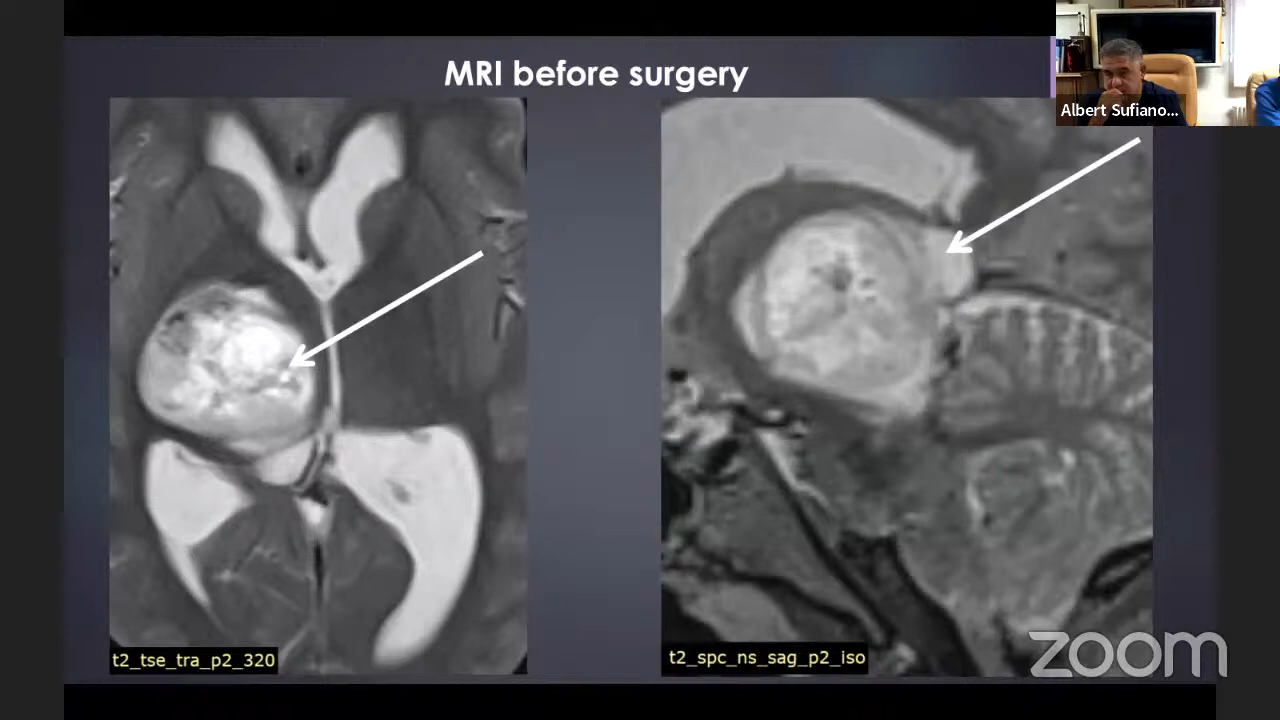 MRI before surgery
Albert Sufiano...
t2_tse_tra_p2_320
t2_spc_ns_sag_p2_iso
zoom